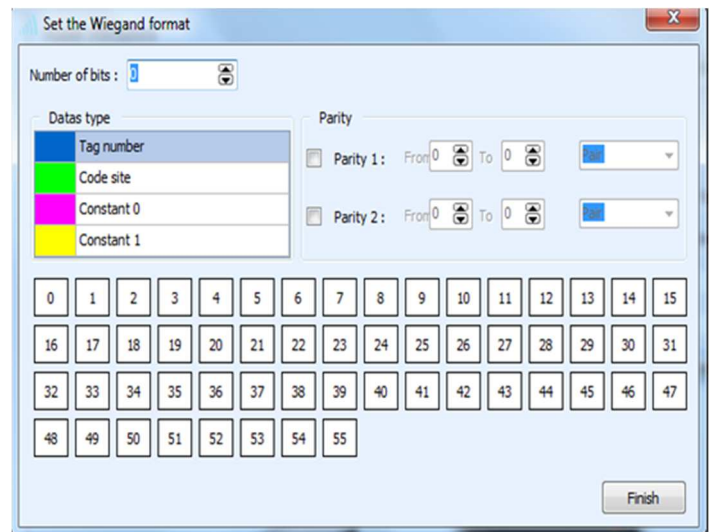 Set the Wiegand format
X
Number of bits : 0
Datas type
Tag number
Code site
Constant 0
Constant 1
Parity
Parity 1 : From 0 To 0 Pair
Parity 2 : From 0 To 0 Pair
0 1 2 3 4 5 6 7 8 9 10 11 12 13 14 15
16 17 18 19 20 21 22 23 24 25 26 27 28 29 30 31
32 33 34 35 36 37 38 39 40 41 42 43 44 45 46 47
48 49 50 51 52 53 54 55
Finish